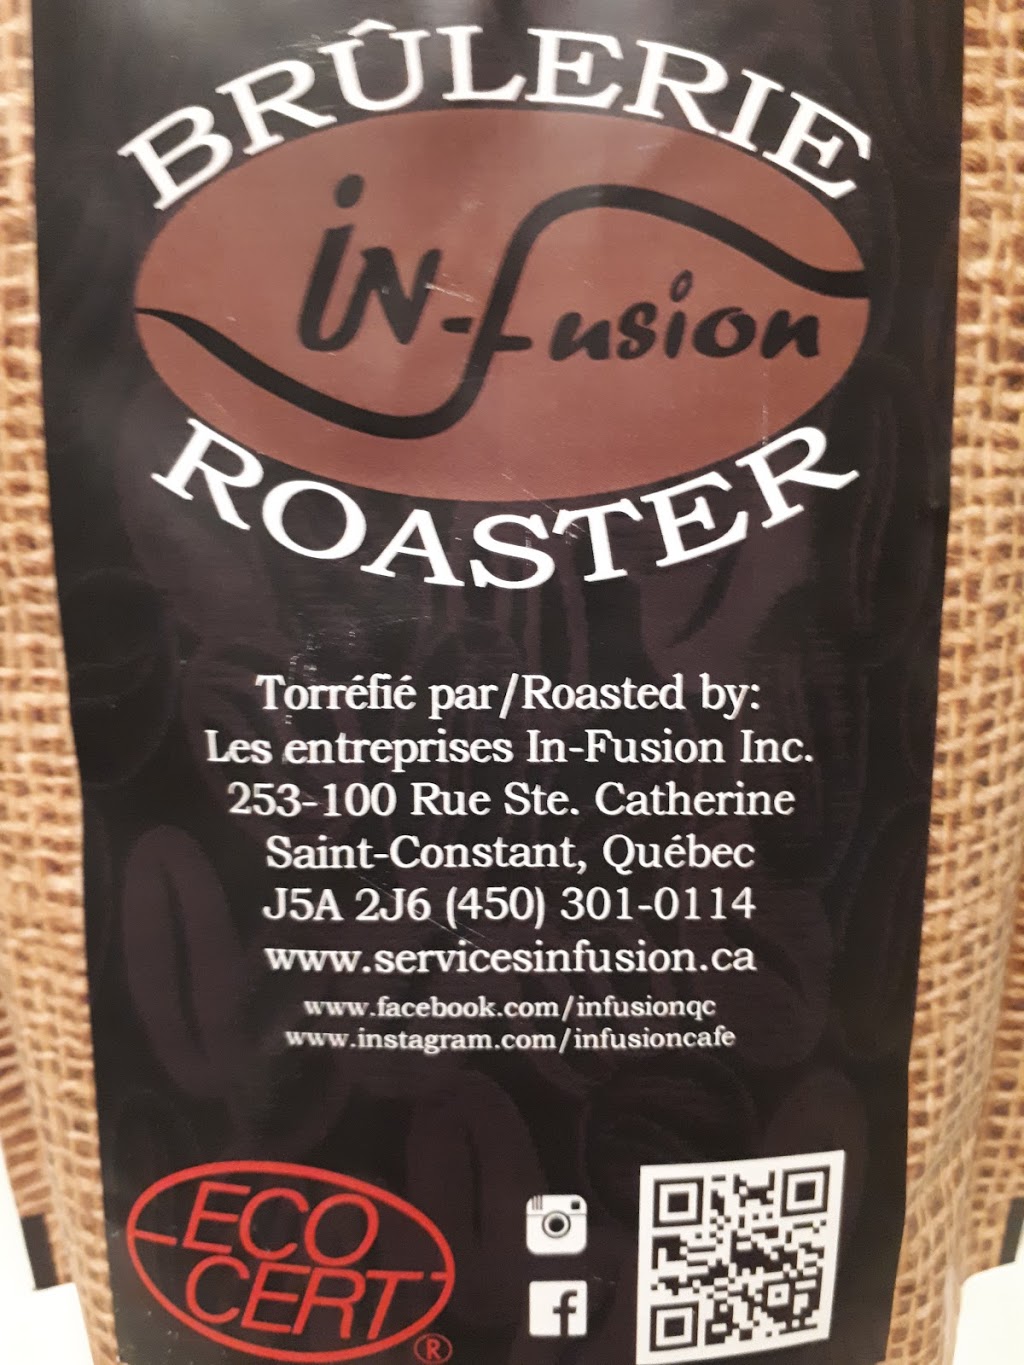 BRÛLERIE
in-fusion
ROASTER
Torréfié par/Roasted by:
Les entreprises In-Fusion Inc.
253-100 Rue Ste. Catherine
Saint-Constant, Québec
J5A 2J6 (450) 301-0114
www.servicesinfusion.ca
www.facebook.com/infusionqc
www.instagram.com/infusioncafe
ECO
CERT
®
f